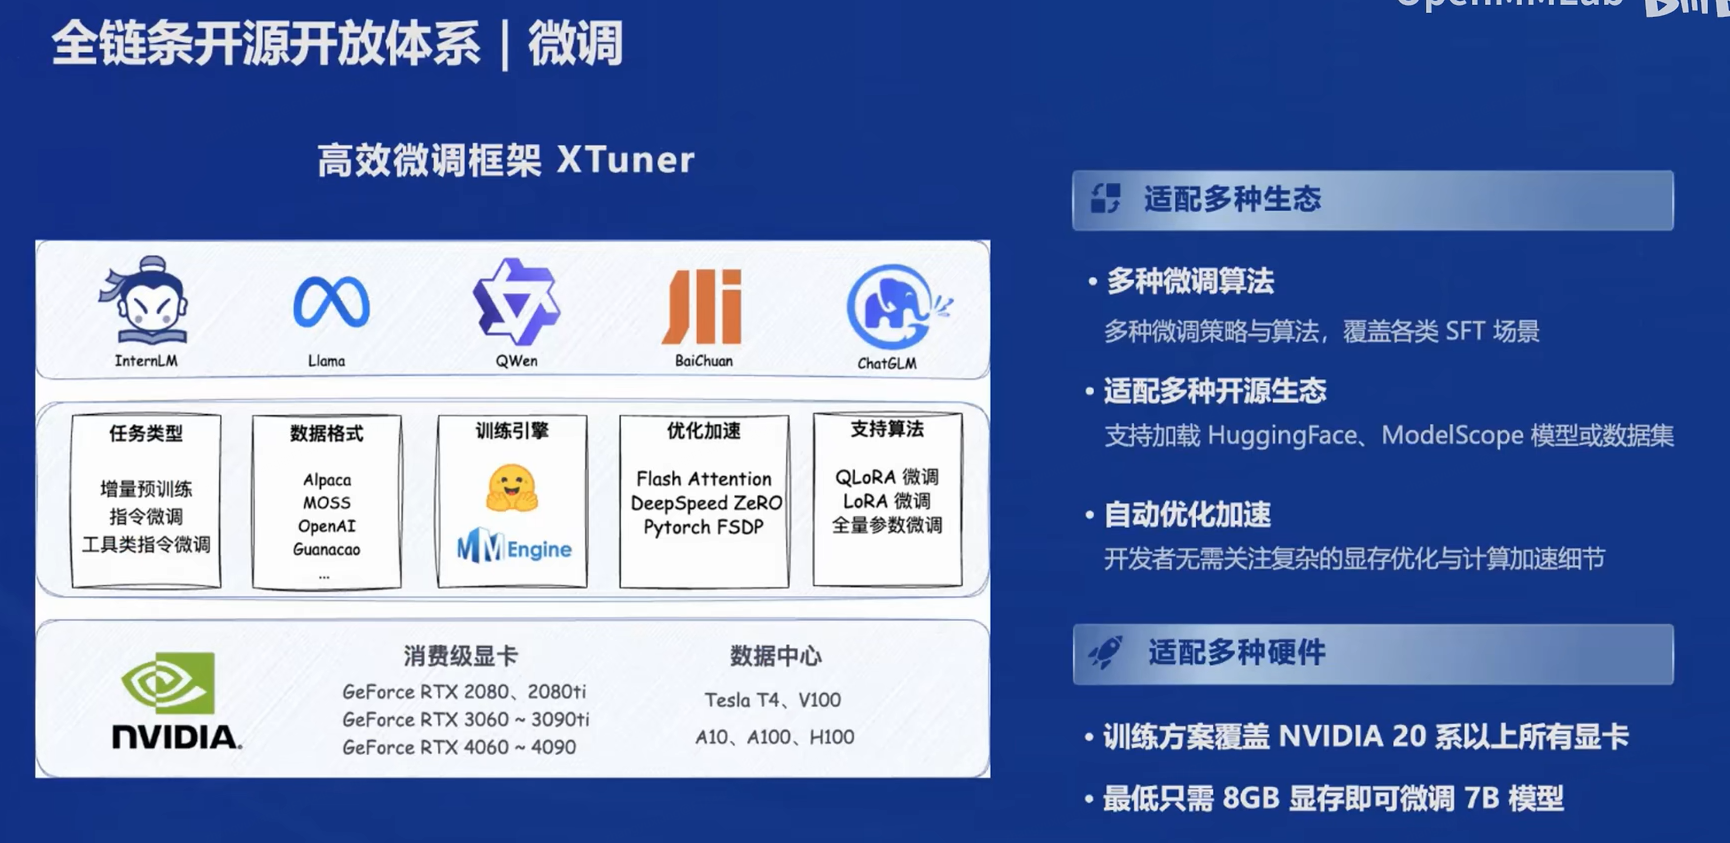 全链条开源开放体系 | 微调
高效微调框架 XTuner
InternLM
Llama
QWen
BaiChuan
ChatGLM
任务类型
增量预训练
指令微调
工具类指令微调
数据格式
Alpaca
MOSS
OpenAI
Guanacao
...
训练引擎
MMEngine
优化加速
Flash Attention
DeepSpeed ZeRO
Pytorch FSDP
支持算法
QLoRA 微调
LoRA 微调
全量参数微调
NVIDIA.
消费级显卡
GeForce RTX 2080、2080ti
GeForce RTX 3060 ~ 3090ti
GeForce RTX 4060 ~ 4090
数据中心
Tesla T4、V100
A10、A100、H100
适配多种生态
• 多种微调算法
多种微调策略与算法，覆盖各类 SFT 场景
• 适配多种开源生态
支持加载 HuggingFace、ModelScope 模型或数据集
• 自动优化加速
开发者无需关注复杂的显存优化与计算加速细节
适配多种硬件
• 训练方案覆盖 NVIDIA 20 系以上所有显卡
• 最低只需 8GB 显存即可微调 7B 模型
OpenMMLab